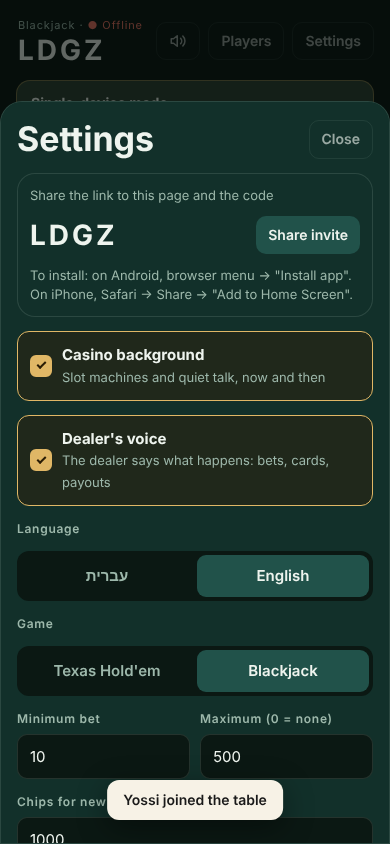 Blackjack · Offline
LDGZ
Players
Settings
Single-device mode
Settings
Close
Share the link to this page and the code
LDGZ
Share invite
To install: on Android, browser menu → "Install app".
On iPhone, Safari → Share → "Add to Home Screen".
Casino background
Slot machines and quiet talk, now and then
Dealer's voice
The dealer says what happens: bets, cards,
payouts
Language
עברית
English
Game
Texas Hold'em
Blackjack
Minimum bet
Maximum (0 = none)
10
500
Chips for new
Yossi joined the table
1000